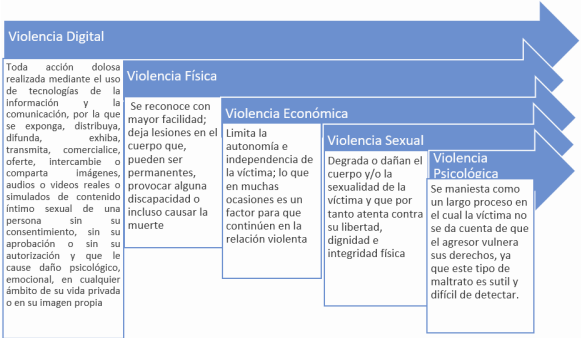 Violencia Digital
Toda acción dolosa
realizada mediante el uso
de tecnologías de la
información y la
comunicación, por la que
se exponga, distribuya,
difunda, exhiba,
transmita, comercialice,
oferte, intercambie o
comparta imágenes,
audios o videos reales o
simulados de contenido
íntimo sexual de una
persona sin su
consentimiento, sin su
aprobación o sin su
autorización y que le
cause daño psicológico,
emocional, en cualquier
ámbito de su vida privada
o en su imagen propia
Violencia Física
Se reconoce con
mayor facilidad;
deja lesiones en el
cuerpo que,
pueden ser
permanentes,
provocar alguna
discapacidad o
incluso causar la
muerte
Violencia Económica
Limita la
autonomía e
independencia de
la víctima; lo que
en muchas
ocasiones es un
factor para que
continúen en la
relación violenta
Violencia Sexual
Degrada o dañan el
cuerpo y/o la
sexualidad de la
víctima y que por
tanto atenta contra
su libertad,
dignidad e
integridad física
Violencia
Psicológica
Se maniesta como
un largo proceso en
el cual la víctima no
se da cuenta de que
el agresor vulnera
sus derechos, ya
que este tipo de
maltrato es sutil y
difícil de detectar.